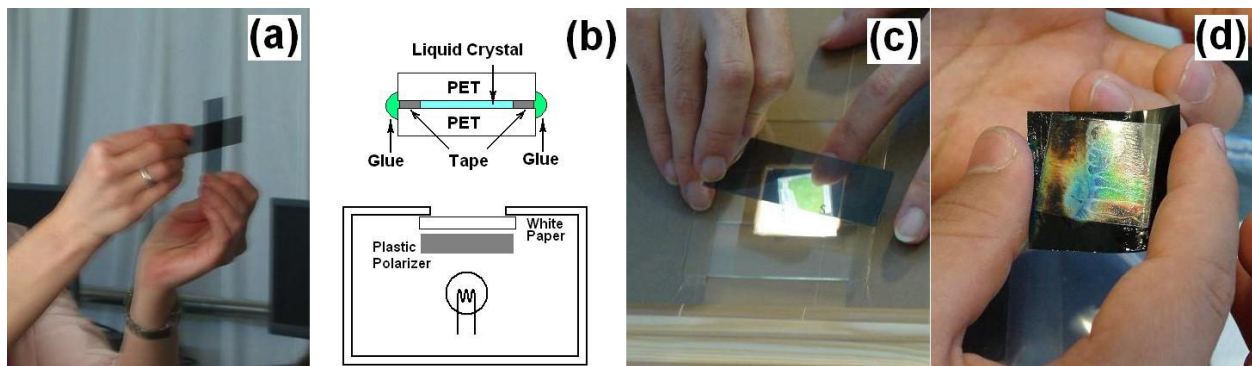 (a)
(b)
Liquid Crystal
PET
PET
Glue
Tape
Glue
White
Paper
Plastic
Polarizer
(c)
(d)